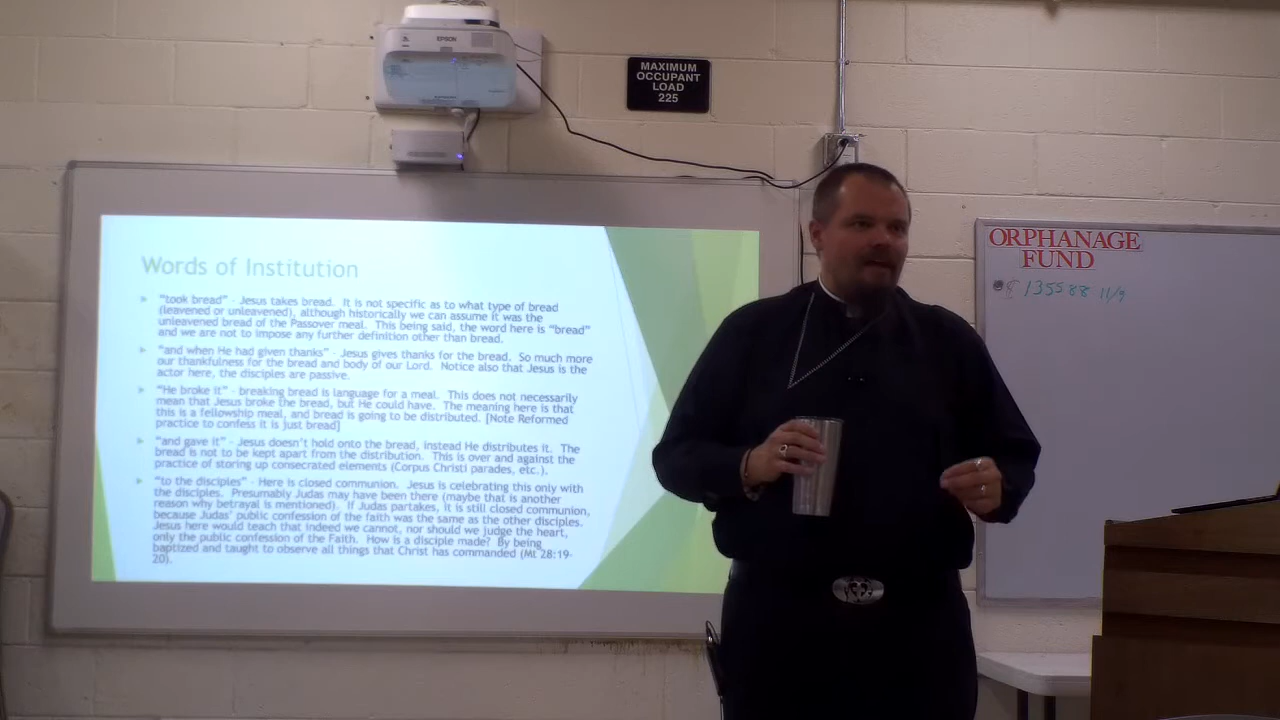 EPSON
MAXIMUM
OCCUPANT
LOAD
225
Words of Institution
"took bread" - Jesus takes bread. It is not specific as to what type of bread
(leavened or unleavened), although historically we can assume it was the
unleavened bread of the Passover meal. This being said, the word here is "bread"
and we are not to impose any further definition other than bread.
"and when He had given thanks" - Jesus gives thanks for the bread. So much more
our thankfulness for the bread and body of our Lord. Notice also that Jesus is the
actor here, the disciples are passive.
"He broke it" - breaking bread is language for a meal. This does not necessarily
mean that Jesus broke the bread, but He could have. The meaning here is that
this is a fellowship meal, and bread is going to be distributed. [Note Reformed
practice to confess it is just bread]
"and gave it" - Jesus doesn't hold onto the bread, instead He distributes it. The
bread is not to be kept apart from the distribution. This is over and against the
practice of storing up consecrated elements (Corpus Christi parades, etc.).
"to the disciples" - Here is closed communion. Jesus is celebrating this only with
the disciples. Presumably Judas may have been there (maybe that is another
reason why betrayal is mentioned). If Judas partakes, it is still closed communion,
because Judas' public confession of the faith was the same as the other disciples.
Jesus here would teach that indeed we cannot, nor should we judge the heart,
only the public confession of the Faith. How is a disciple made? By being
baptized and taught to observe all things that Christ has commanded (Mt 28:19-
20).
ORPHANAGE
FUND
135588 11/9